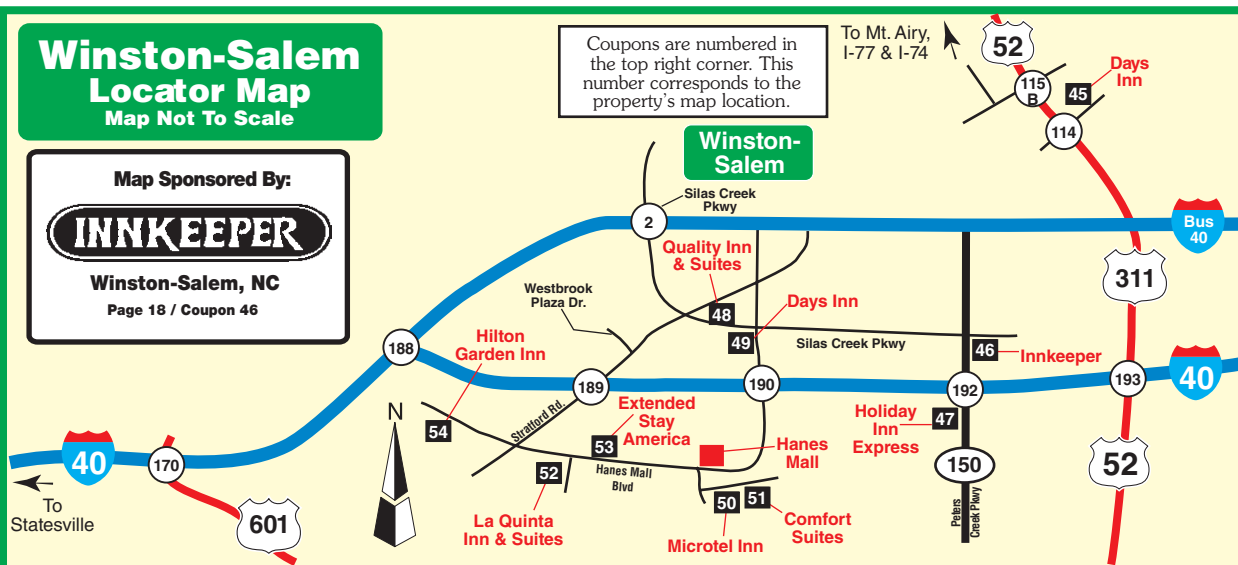 Winston-Salem
Locator Map
Map Not To Scale
Map Sponsored By:
INNKEEPER
Winston-Salem, NC
Page 18 / Coupon 46
Coupons are numbered in
the top right corner. This
number corresponds to the
property's map location.
To Mt. Airy,
I-77 & I-74
52
115
B
45
Days
Inn
114
Winston-
Salem
Silas Creek
Pkwy
2
Bus
40
Quality Inn
& Suites
311
Westbrook
Plaza Dr.
48
Days Inn
49
Silas Creek Pkwy
46
Innkeeper
Hilton
Garden Inn
188
189
190
192
193
40
N
54
Stratford Rd.
Extended
Stay
America
53
Hanes
Mall
Holiday
Inn
Express
47
40
170
52
Hanes Mall
Blvd
150
52
To
Statesville
601
La Quinta
Inn & Suites
50
51
Microtel Inn
Comfort
Suites
Peters
Creek Pkwy